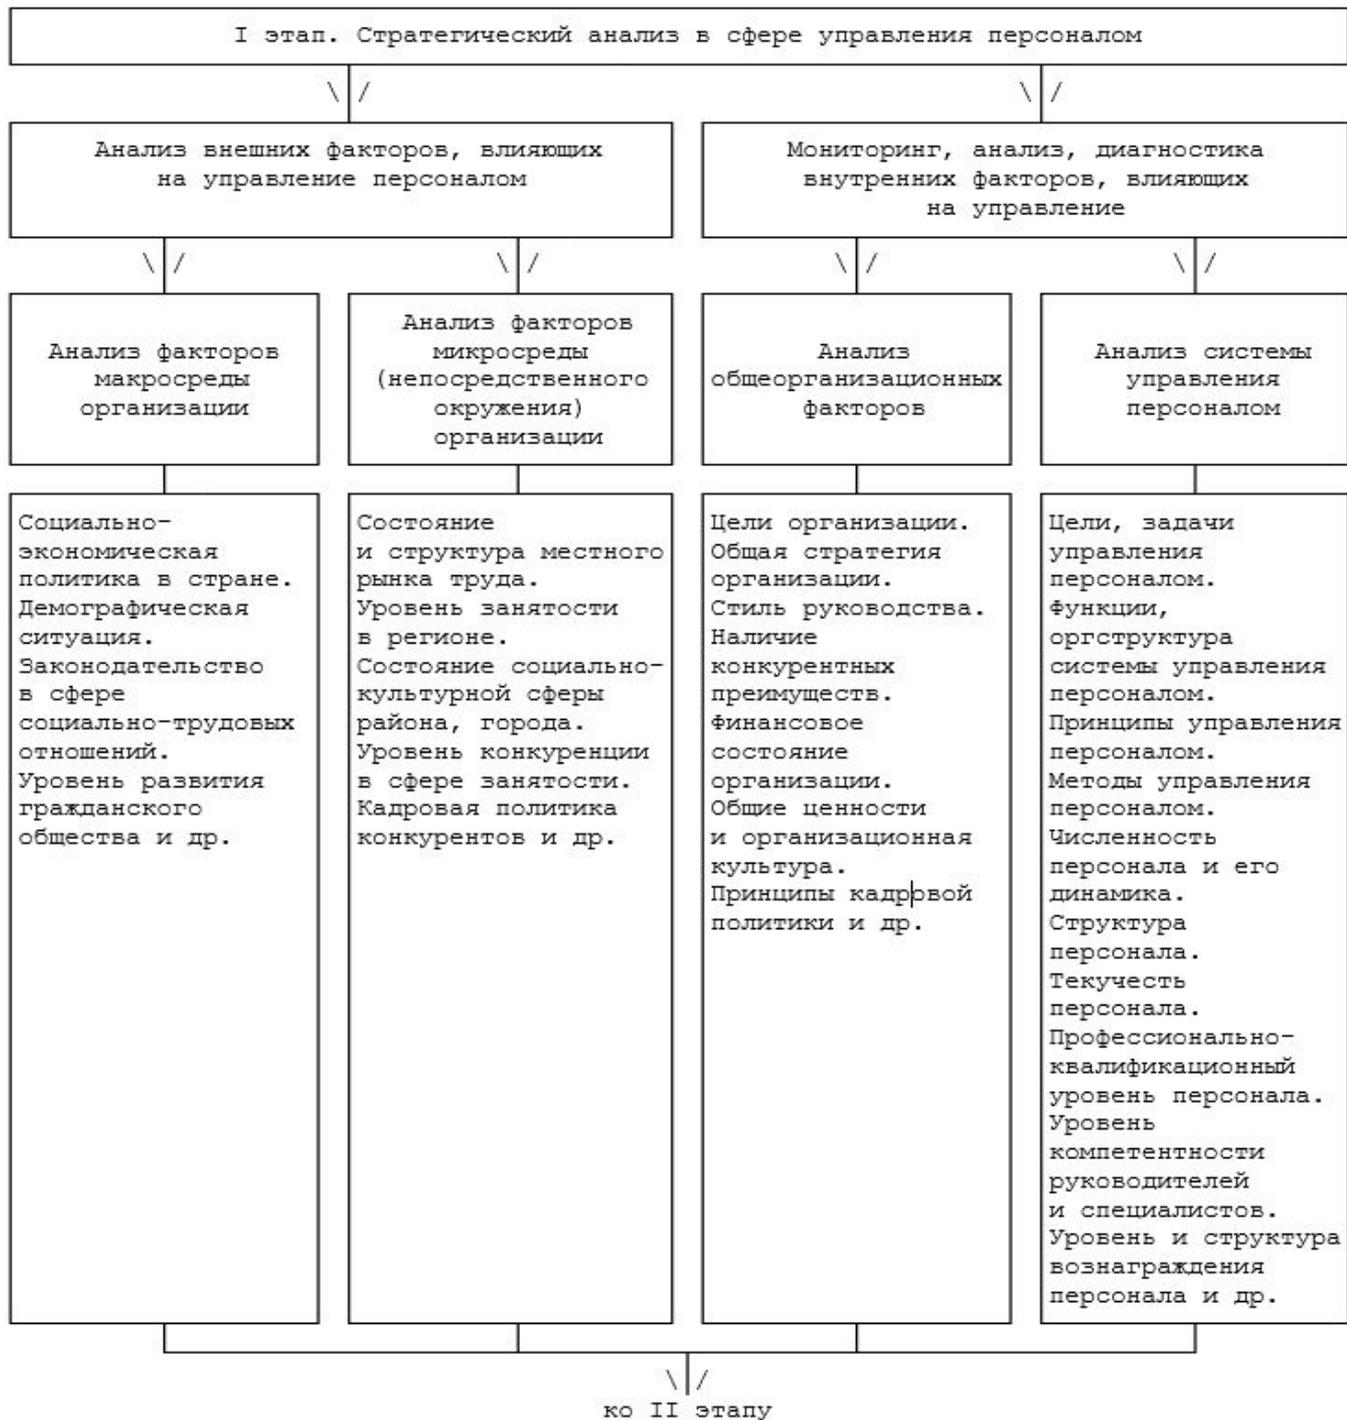 I этап. Стратегический анализ в сфере управления персоналом
Анализ внешних факторов, влияющих
на управление персоналом
Мониторинг, анализ, диагностика
внутренних факторов, влияющих
на управление
Анализ факторов
макросреды
организации
Анализ факторов
микросреды
(непосредственного
окружения)
организации
Анализ
общеорганизационных
факторов
Анализ системы
управления
персоналом
Социально-
экономическая
политика в стране.
Демографическая
ситуация.
Законодательство
в сфере
социально-трудовых
отношений.
Уровень развития
гражданского
общества и др.
Состояние
и структура местного
рынка труда.
Уровень занятости
в регионе.
Состояние социально-
культурной сферы
района, города.
Уровень конкуренции
в сфере занятости.
Кадровая политика
конкурентов и др.
Цели организации.
Общая стратегия
организации.
Стиль руководства.
Наличие
конкурентных
преимуществ.
Финансовое
состояние
организации.
Общие ценности
и организационная
культура.
Принципы кадровой
политики и др.
Цели, задачи
управления
персоналом.
Функции,
оргструктура
системы управления
персоналом.
Принципы управления
персоналом.
Методы управления
персоналом.
Численность
персонала и его
динамика.
Структура
персонала.
Текучесть
персонала.
Профессионально-
квалификационный
уровень персонала.
Уровень
компетентности
руководителей
и специалистов.
Уровень и структура
вознаграждения
персонала и др.
ко II этапу